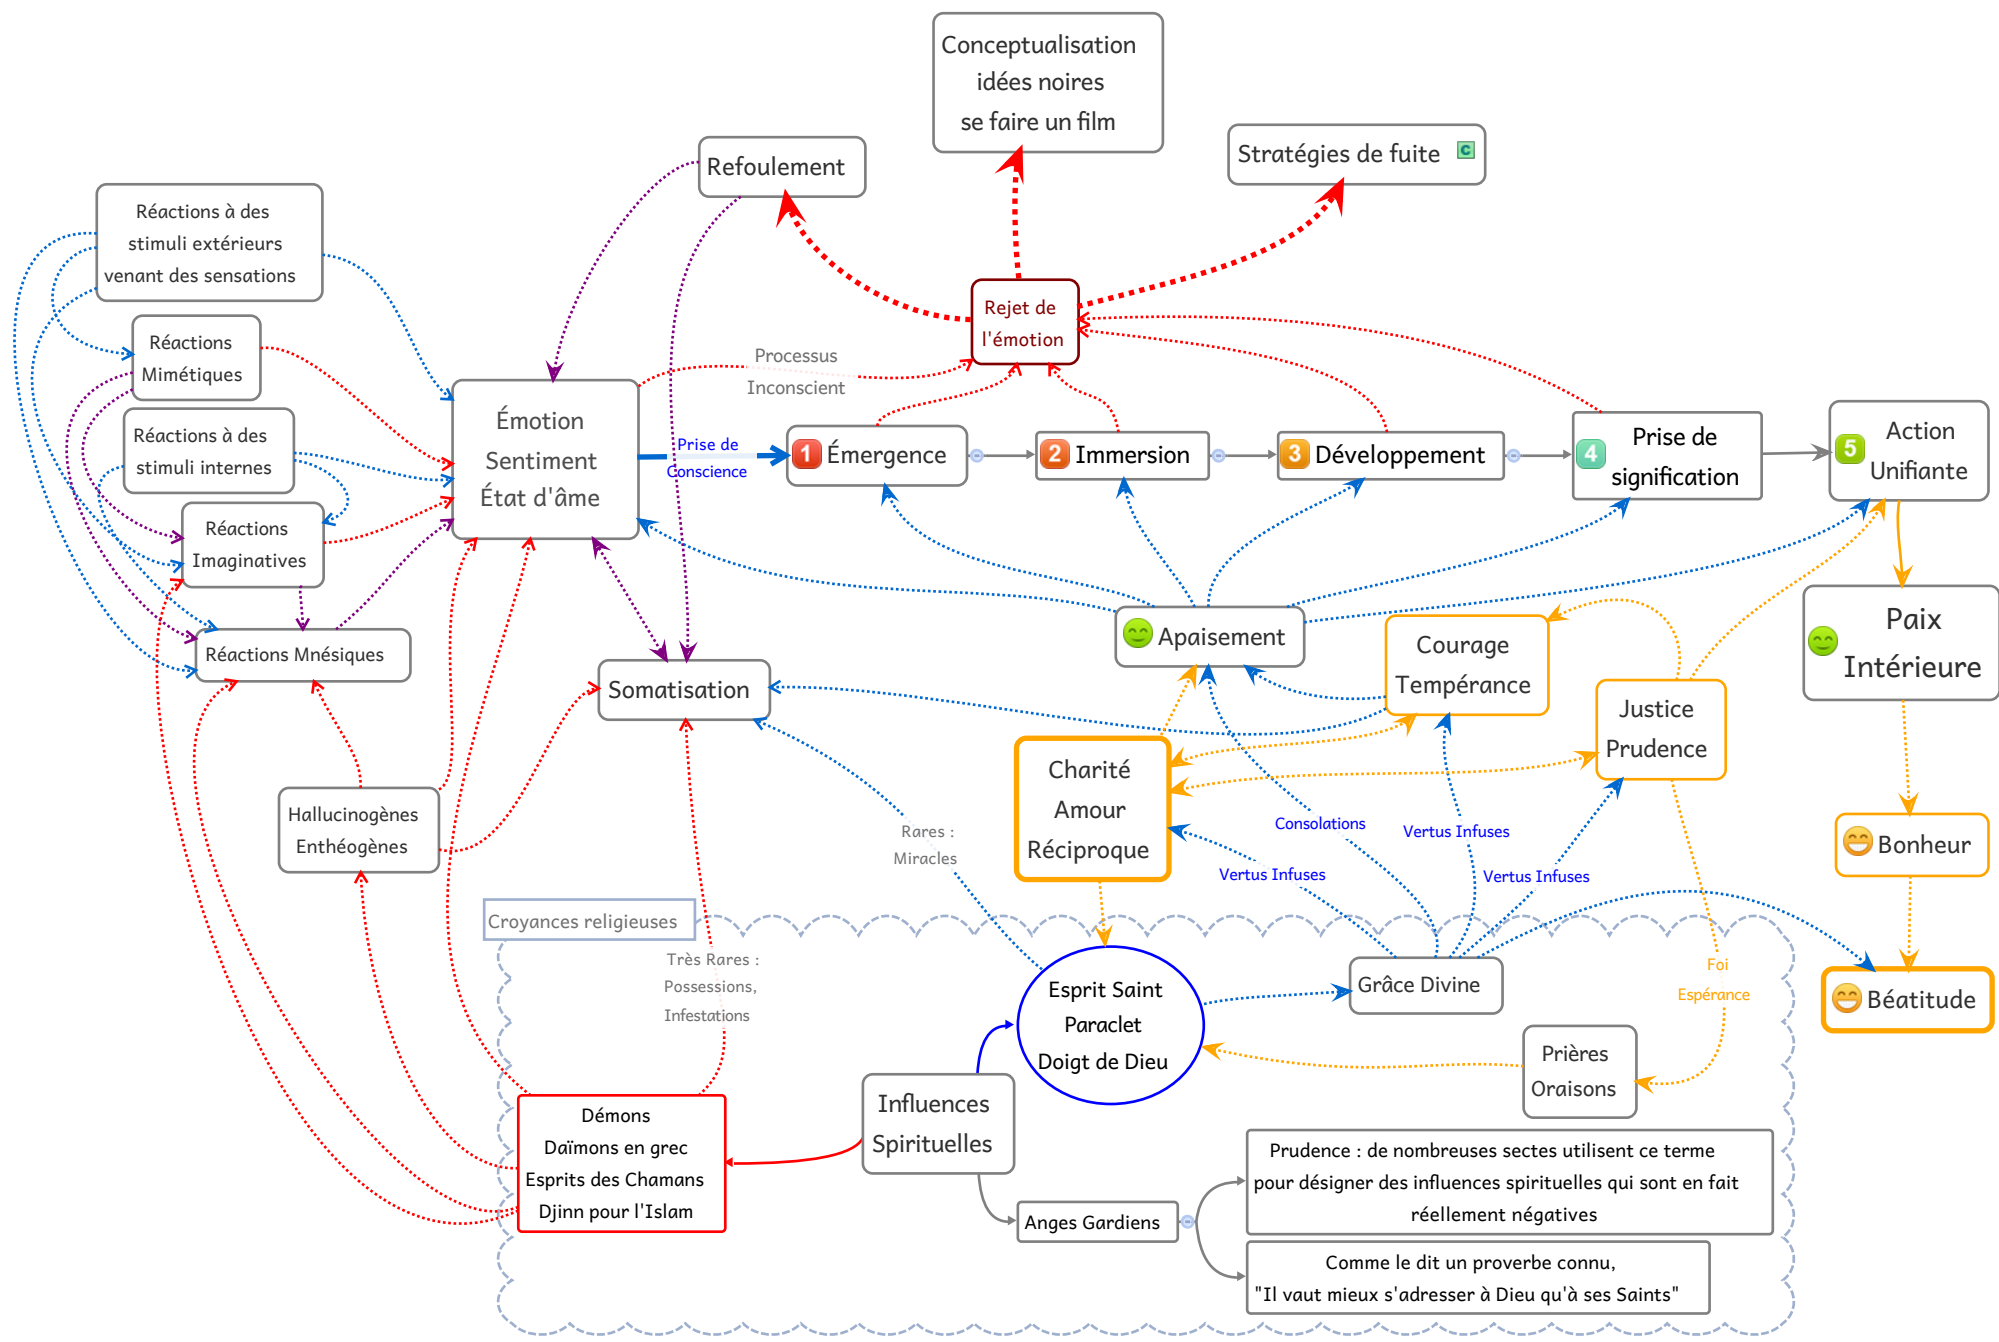 Conceptualisation
idées noires
se faire un film
Stratégies de fuite
C
Refoulement
Réactions à des
stimuli extérieurs
venant des sensations
Rejet de
l'émotion
Réactions
Mimétiques
Processus
Inconscient
Réactions à des
stimuli internes
Émotion
Sentiment
État d'âme
Prise de
Conscience
1 Émergence
2 Immersion
3 Développement
4 Prise de
signification
5 Action
Unifiante
Réactions
Imaginatives
Réactions Mnésiques
Somatisation
Apaisement
Courage
Tempérance
Justice
Prudence
Paix
Intérieure
Charité
Amour
Réciproque
Hallucinogènes
Enthéogènes
Rares :
Miracles
Consolations
Vertus Infuses
Vertus Infuses
Vertus Infuses
Bonheur
Croyances religieuses
Très Rares :
Possessions,
Infestations
Esprit Saint
Paraclet
Doigt de Dieu
Grâce Divine
Foi
Espérance
Béatitude
Prières
Oraisons
Influences
Spirituelles
Démons
Daïmons en grec
Esprits des Chamans
Djinn pour l'Islam
Anges Gardiens
Prudence : de nombreuses sectes utilisent ce terme
pour désigner des influences spirituelles qui sont en fait
réellement négatives
Comme le dit un proverbe connu,
"Il vaut mieux s'adresser à Dieu qu'à ses Saints"